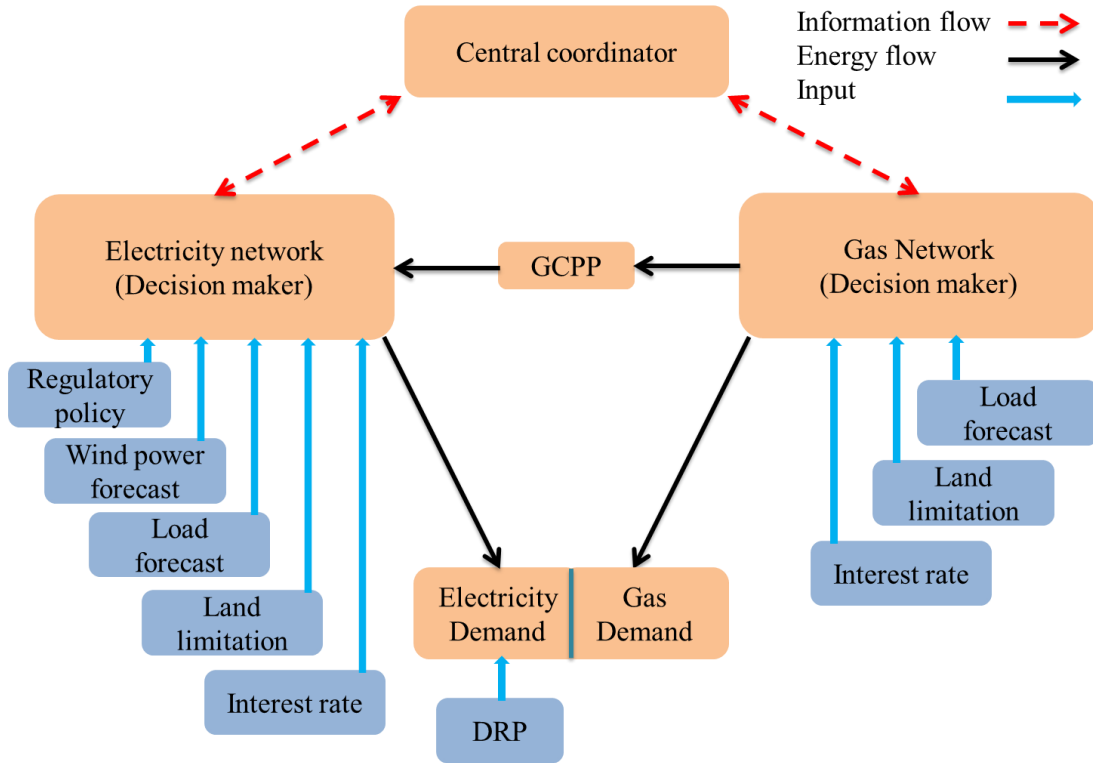 Central coordinator
Information flow
Energy flow
Input
Electricity network
(Decision maker)
GCPP
Gas Network
(Decision maker)
Regulatory
policy
Wind power
forecast
Load
forecast
Land
limitation
Interest rate
Load
forecast
Land
limitation
Interest rate
Electricity
Demand
Gas
Demand
DRP